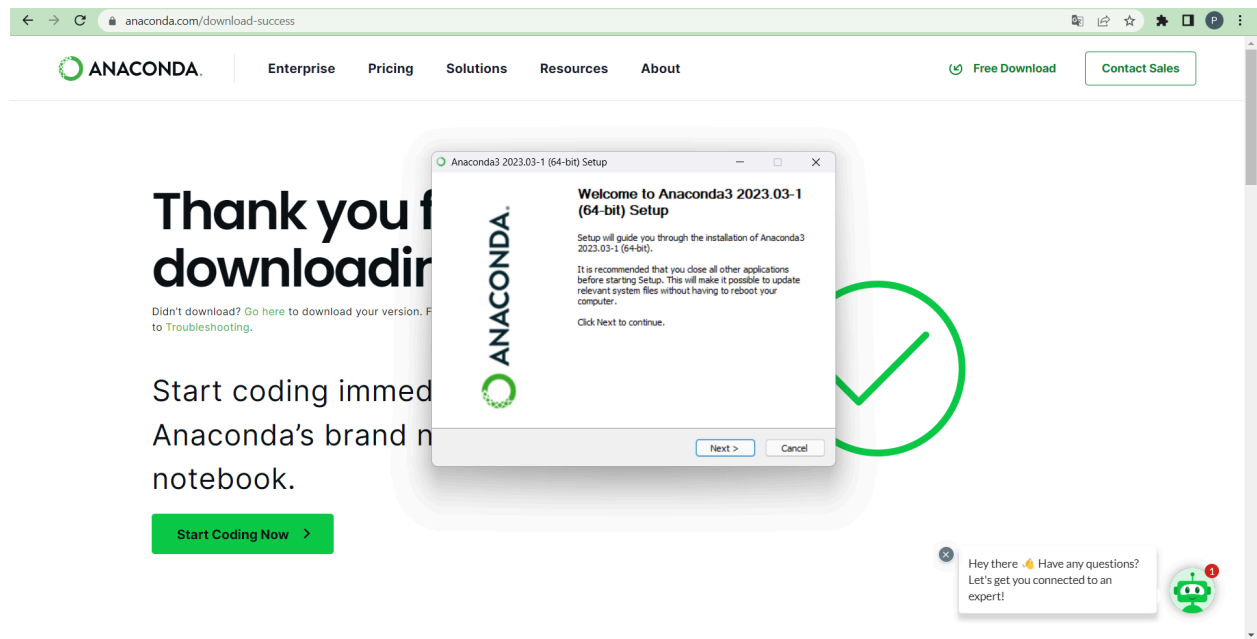 anaconda.com/download-success
P
ANACONDA.
Enterprise
Pricing
Solutions
Resources
About
Free Download
Contact Sales
Thank you f
downloadin
Didn't download? Go here to download your version. F
to Troubleshooting.
Start coding immed
Anaconda's brand n
notebook.
Start Coding Now
Anaconda3 2023.03-1 (64-bit) Setup
ANACONDA.
Welcome to Anaconda3 2023.03-1
(64-bit) Setup
Setup will guide you through the installation of Anaconda3
2023.03-1 (64-bit).
It is recommended that you close all other applications
before starting Setup. This will make it possible to update
relevant system files without having to reboot your
computer.
Click Next to continue.
Next >
Cancel
Hey there 👋 Have any questions?
Let's get you connected to an
expert!
1